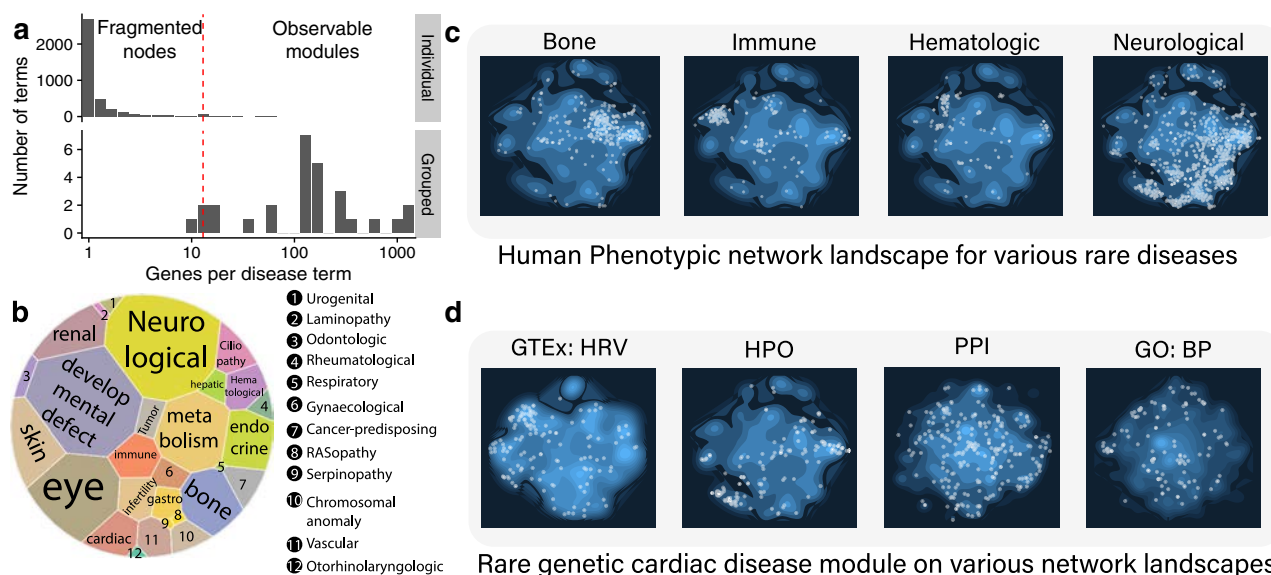 a
Fragmented
nodes
Observable
modules
Individual
Grouped
Number of terms
2000
1000
0
6
4
2
0
1
10
100
1000
Genes per disease term
b
1
2
renal
Neuro
logical
Cilio
pathy
hepatic
Hema
tological
4
3
develop
mental
defect
Tumor
meta
bolism
endo
crine
5
skin
immune
6
7
eye
Infertility
gastro
8
9
bone
cardiac
11
10
12
1 Urogenital
2 Laminopathy
3 Odontologic
4 Rheumatological
5 Respiratory
6 Gynaecological
7 Cancer-predisposing
8 RASopathy
9 Serpinopathy
10 Chromosomal
anomaly
11 Vascular
12 Otorhinolaryngologic
c
Bone
Immune
Hematologic
Neurological
Human Phenotypic network landscape for various rare diseases
d
GTEx: HRV
HPO
PPI
GO: BP
Rare genetic cardiac disease module on various network landscapes